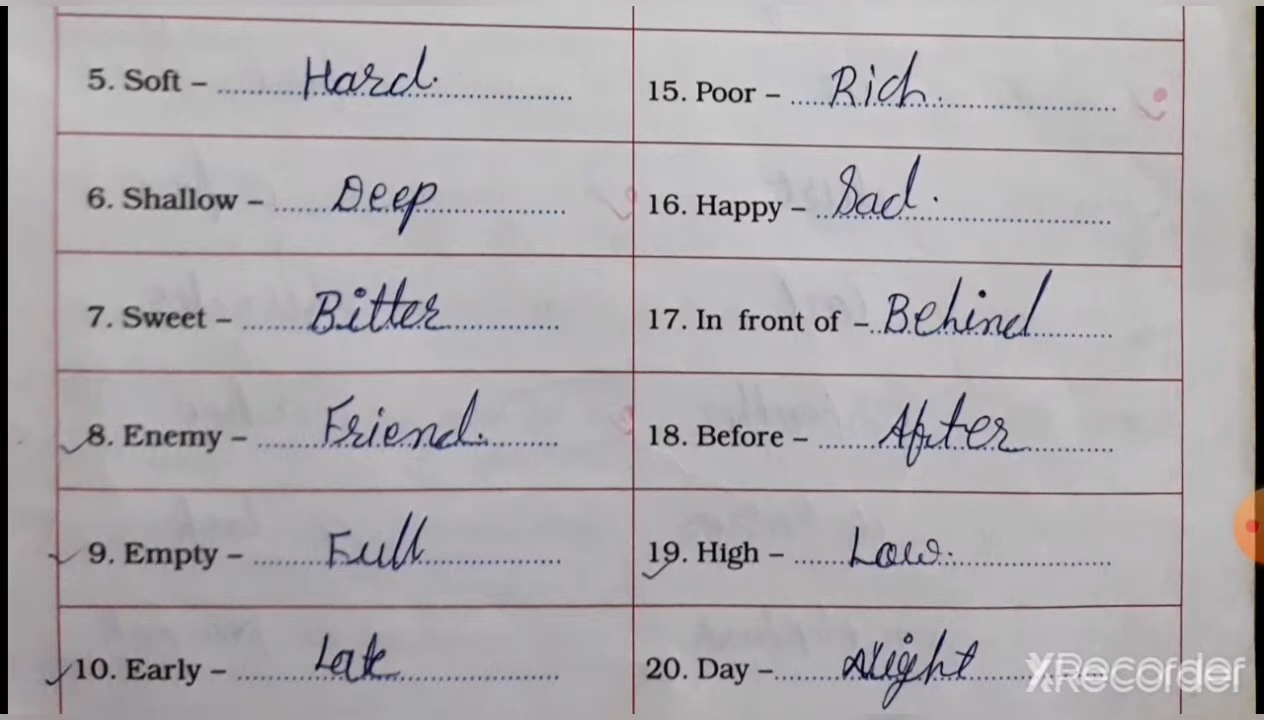 5. Soft - Hard.
6. Shallow - Deep
7. Sweet - Bitter
8. Enemy - Friend.
9. Empty - Full
10. Early - Late
15. Poor - Rich.
16. Happy - Sad.
17. In front of - Behind
18. Before - After
19. High - Low.
20. Day - Night
XRecorder